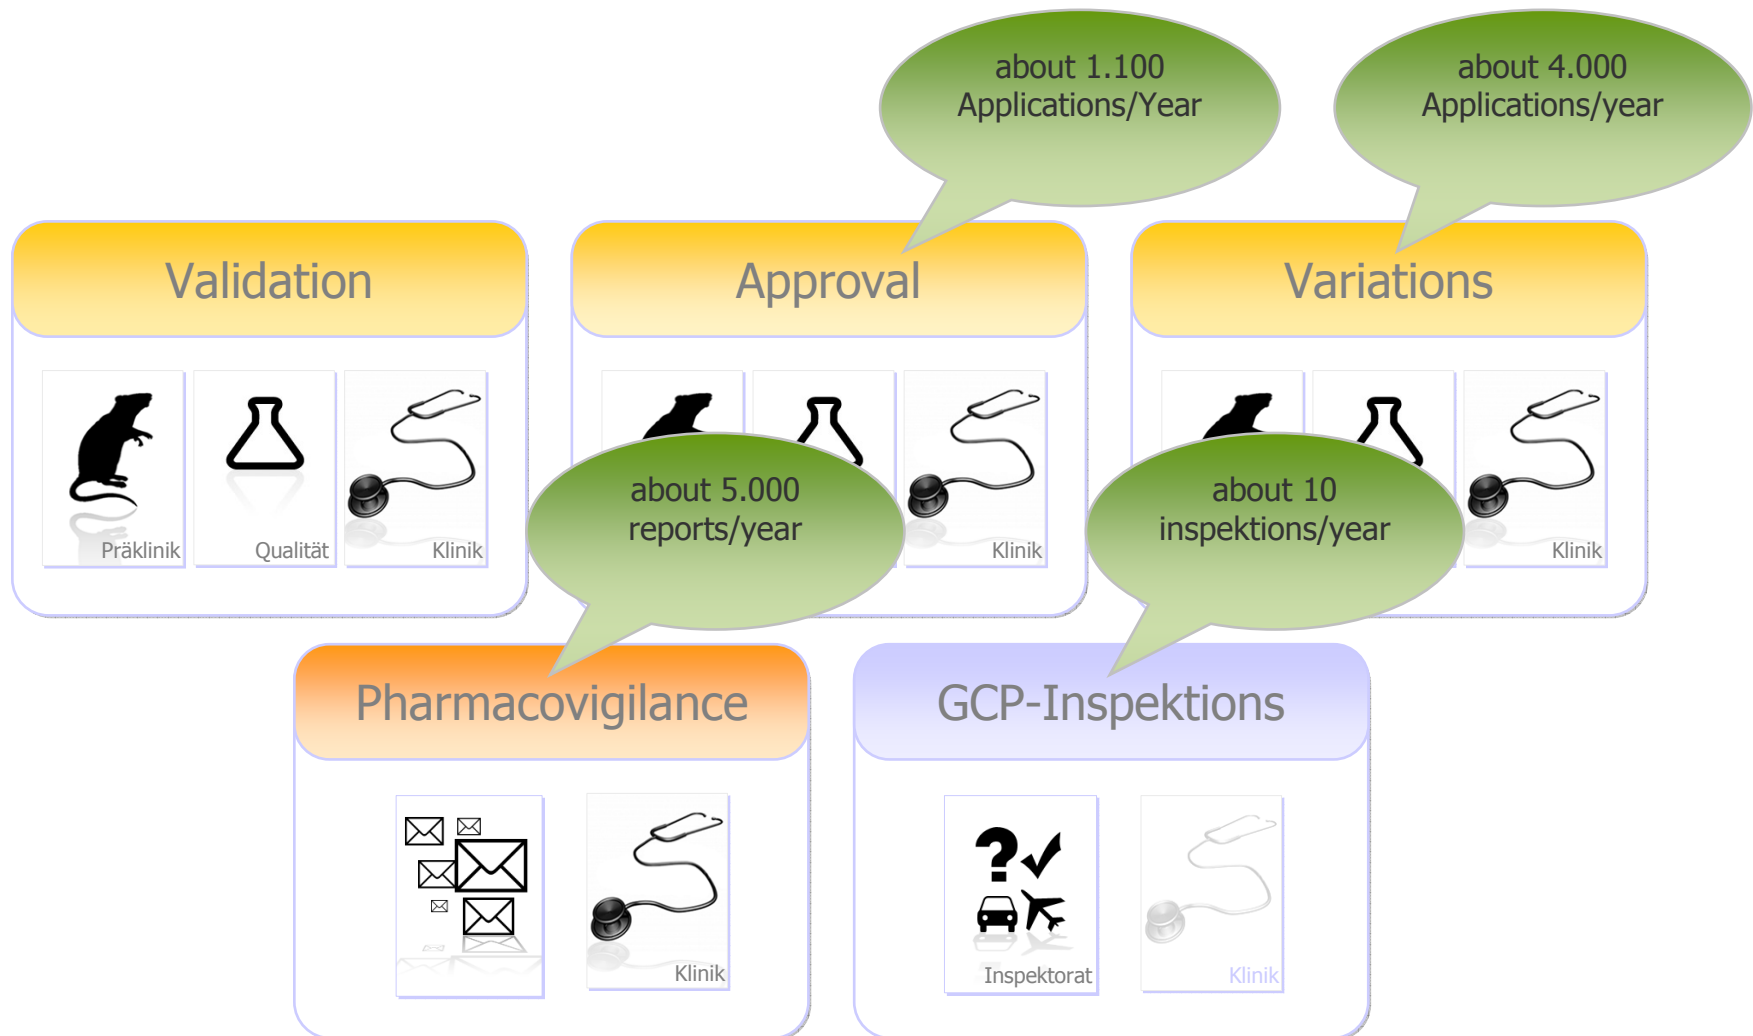 about 1.100
Applications/Year
about 4.000
Applications/year
Validation
Approval
Variations
Präklinik
Qualität
Klinik
about 5.000
reports/year
Klinik
about 10
inspektions/year
Klinik
Pharmacovigilance
GCP-Inspektions
Klinik
Inspektorat
Klinik